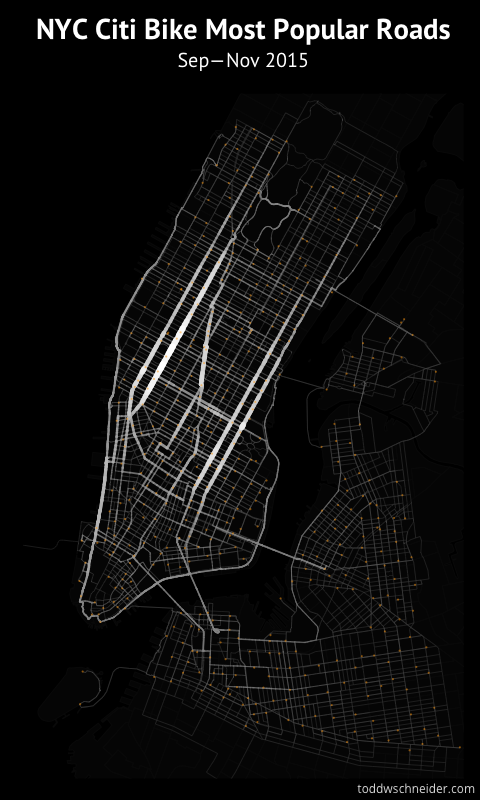 NYC Citi Bike Most Popular Roads
Sep—Nov 2015
toddwschneider.com